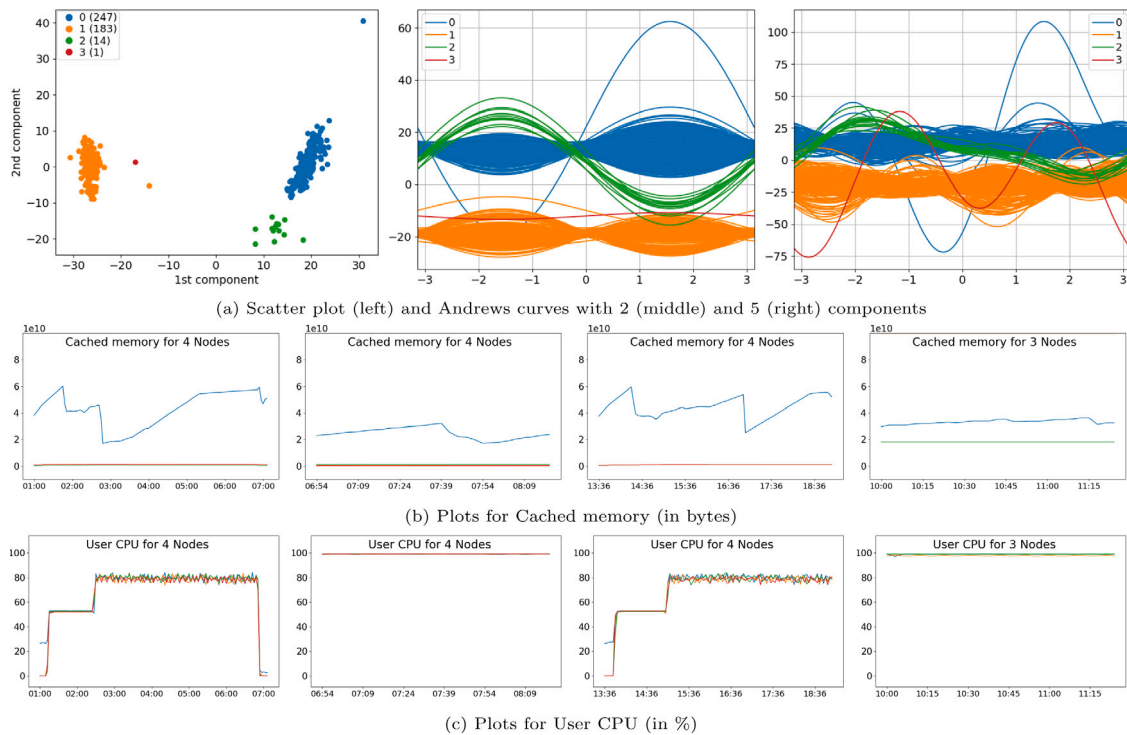 40
30
20
10
0
−10
−20
2nd component
0 (247)
1 (183)
2 (14)
3 (1)
−30 −20 −10 0 10 20 30
1st component
60
40
20
0
−20
0
1
2
3
−3 −2 −1 0 1 2 3
100
75
50
25
0
−25
−50
−75
0
1
2
3
−3 −2 −1 0 1 2 3
(a) Scatter plot (left) and Andrews curves with 2 (middle) and 5 (right) components
1e10
Cached memory for 4 Nodes
8
6
4
2
0
01:00 02:00 03:00 04:00 05:00 06:00 07:00
1e10
Cached memory for 4 Nodes
8
6
4
2
0
06:54 07:09 07:24 07:39 07:54 08:09
1e10
Cached memory for 4 Nodes
8
6
4
2
0
13:36 14:36 15:36 16:36 17:36 18:36
1e10
Cached memory for 3 Nodes
8
6
4
2
0
10:00 10:15 10:30 10:45 11:00 11:15
(b) Plots for Cached memory (in bytes)
User CPU for 4 Nodes
100
80
60
40
20
0
01:00 02:00 03:00 04:00 05:00 06:00 07:00
User CPU for 4 Nodes
100
80
60
40
20
0
06:54 07:09 07:24 07:39 07:54 08:09
User CPU for 4 Nodes
100
80
60
40
20
0
13:36 14:36 15:36 16:36 17:36 18:36
User CPU for 3 Nodes
100
80
60
40
20
0
10:00 10:15 10:30 10:45 11:00 11:15
(c) Plots for User CPU (in %)